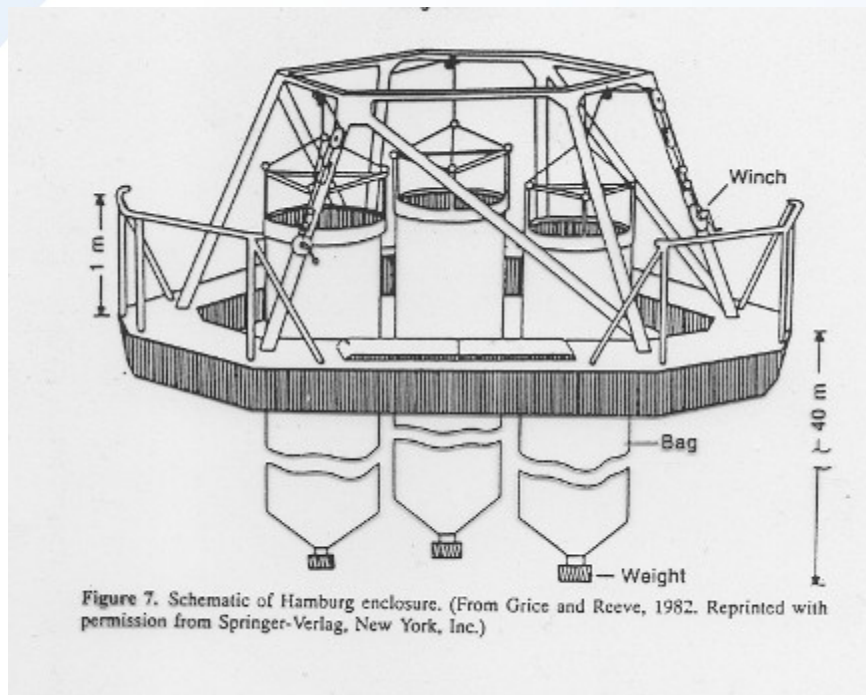 Winch
1 m
40 m
Bag
Weight
Figure 7. Schematic of Hamburg enclosure. (From Grice and Reeve, 1982. Reprinted with
permission from Springer-Verlag, New York, Inc.)